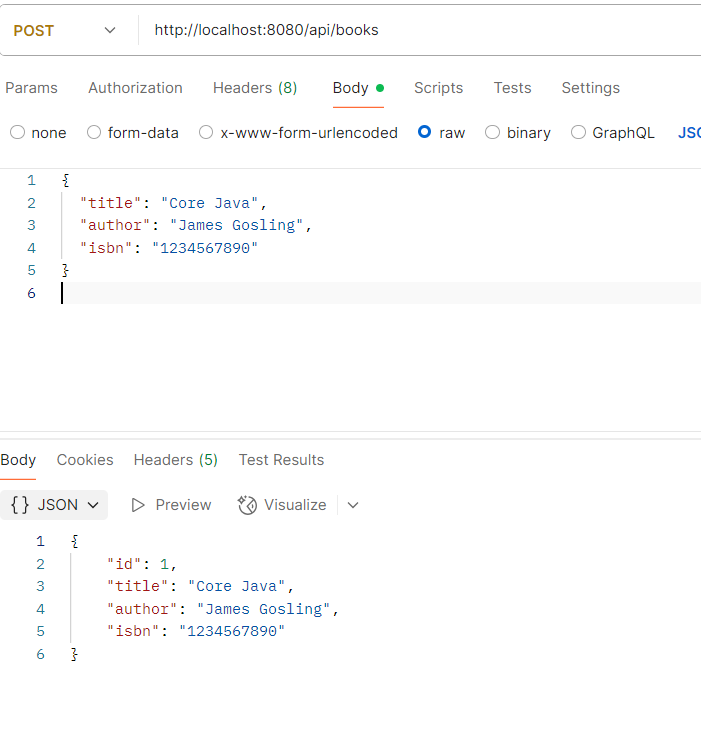 POST http://localhost:8080/api/books
Params Authorization Headers (8) Body Scripts Tests Settings
none form-data x-www-form-urlencoded raw binary GraphQL
1 {
2 "title": "Core Java",
3 "author": "James Gosling",
4 "isbn": "1234567890"
5 }
6
Body Cookies Headers (5) Test Results
{} JSON Preview Visualize
1 {
2 "id": 1,
3 "title": "Core Java",
4 "author": "James Gosling",
5 "isbn": "1234567890"
6 }